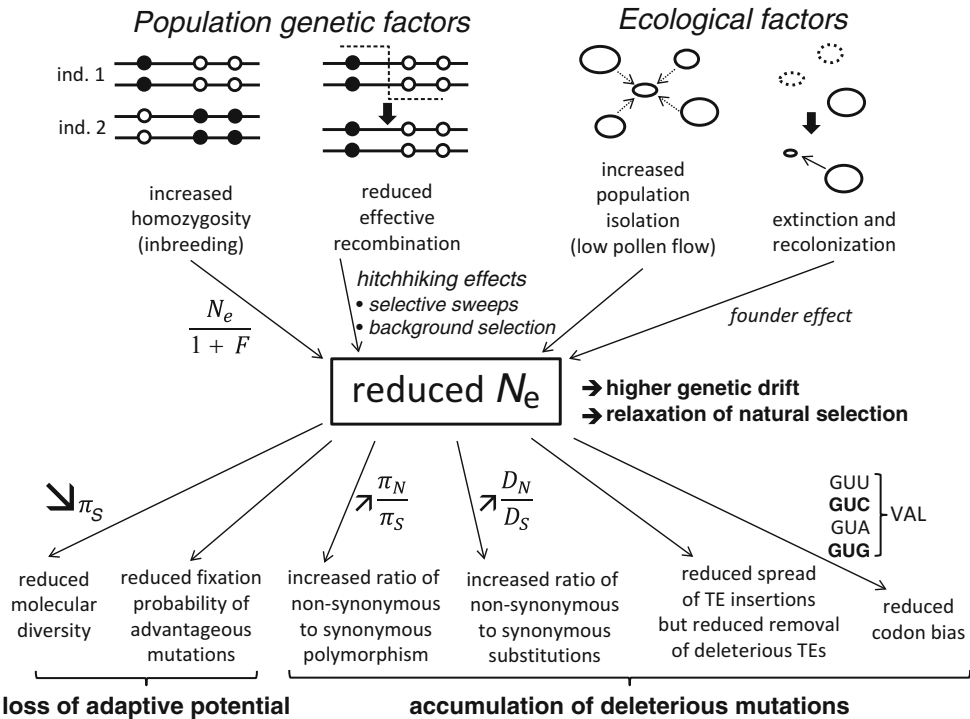 Population genetic factors
Ecological factors
ind. 1
ind. 2
increased
homozygosity
(inbreeding)
reduced
effective
recombination
increased
population
isolation
(low pollen flow)
extinction and
recolonization
N_e
1 + F
hitchhiking effects
• selective sweeps
• background selection
founder effect
reduced N_e
➔ higher genetic drift
➔ relaxation of natural selection
π_S
π_N
π_S
D_N
D_S
GUU
GUC
GUA
GUG
VAL
reduced
molecular
diversity
reduced fixation
probability of
advantageous
mutations
increased ratio of
non-synonymous
to synonymous
polymorphism
increased ratio of
non-synonymous
to synonymous
substitutions
reduced spread
of TE insertions
but reduced removal
of deleterious TEs
reduced
codon bias
loss of adaptive potential
accumulation of deleterious mutations